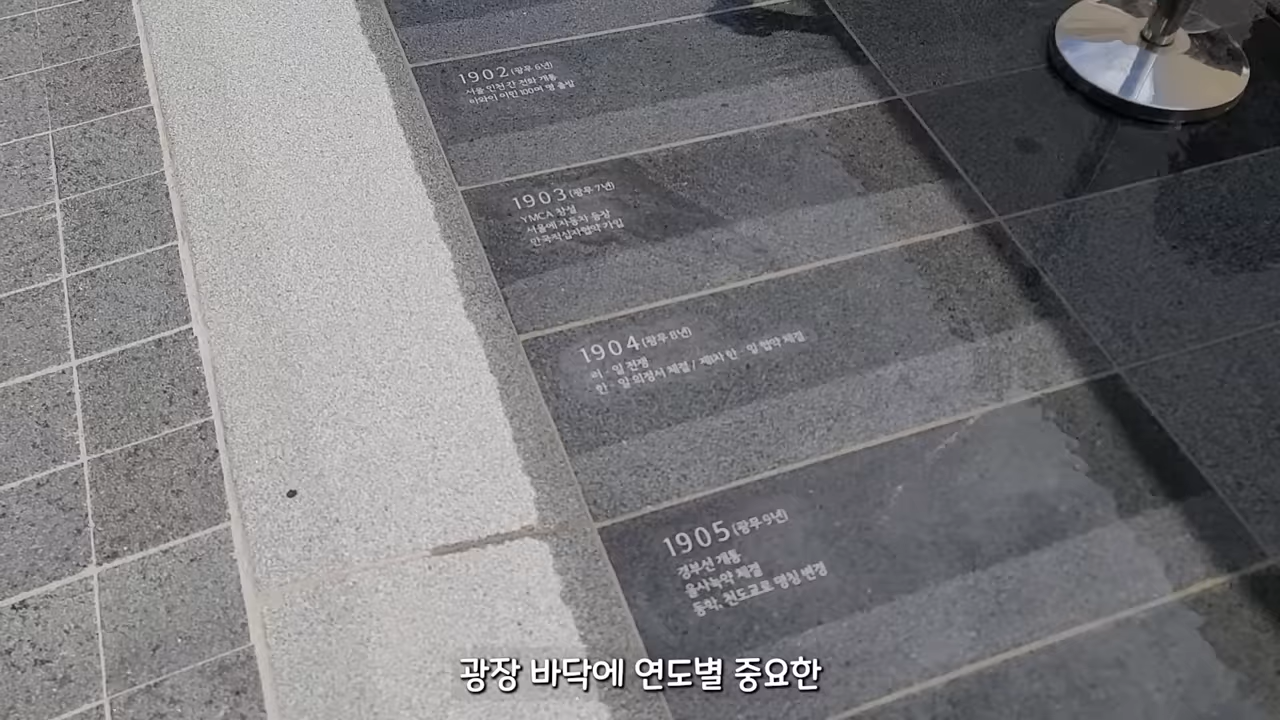 1902 (광무 6년)
서울 인천 간 전화 개통
하와이 이민 100여 명 출발
1903 (광무 7년)
YMCA 창설
서울에 자동차 등장
만국적십자협약 가입
1904 (광무 8년)
러 · 일 전쟁
한 · 일 의정서 체결 / 제1차 한 · 일 협약 체결
1905 (광무 9년)
경부선 개통
을사늑약 체결
동학, 천도교로 명칭 변경
광장 바닥에 연도별 중요한